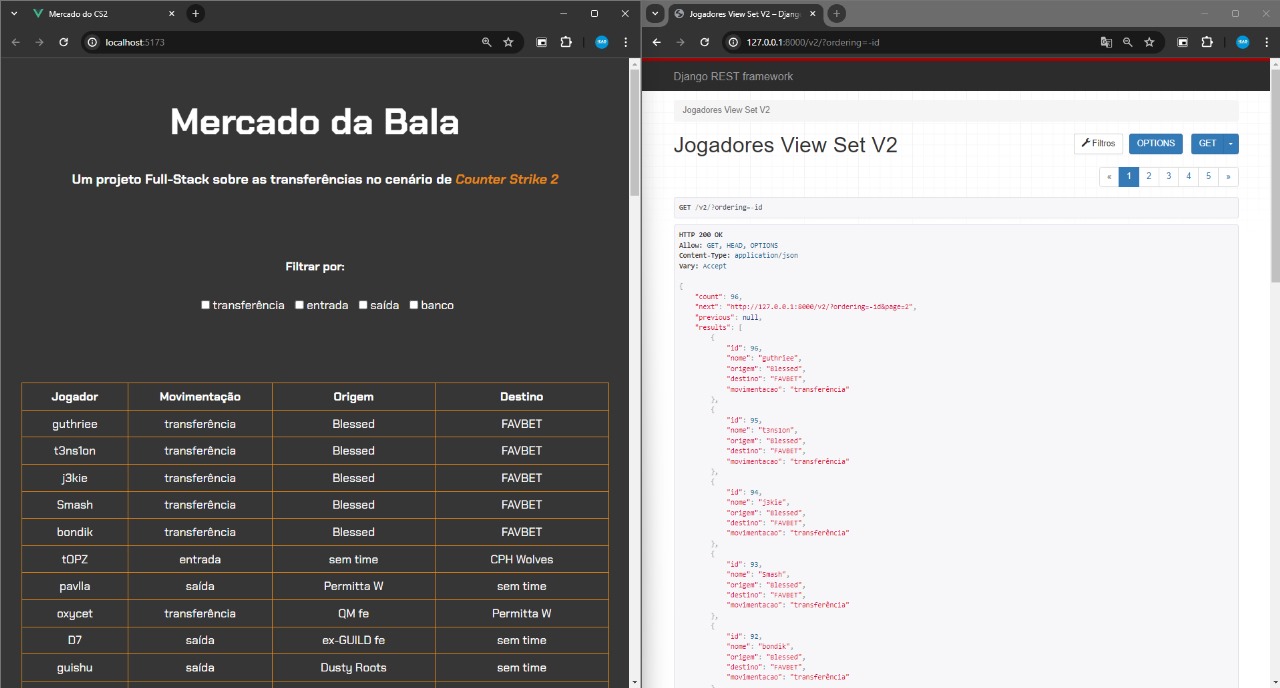 Mercado do CS2
localhost:5173
Mercado da Bala
Um projeto Full-Stack sobre as transferências no cenário de Counter Strike 2
Filtrar por:
transferência entrada saída banco
Jogador Movimentação Origem Destino
guthriee transferência Blessed FAVBET
t3ns1on transferência Blessed FAVBET
j3kie transferência Blessed FAVBET
Smash transferência Blessed FAVBET
bondik transferência Blessed FAVBET
tOPZ entrada sem time CPH Wolves
pavlls saída Permitta W sem time
oxycet transferência QM fe Permitta W
D7 saída ex-GUILD fe sem time
guishu saída Dusty Roots sem time
Jogadores View Set V2 – Djang
127.0.0.1:8000/v2/?ordering=-id
Django REST framework
Jogadores View Set V2
Jogadores View Set V2
Filtros OPTIONS GET
« 1 2 3 4 5 »
GET /v2/?ordering=-id
HTTP 200 OK
Allow: GET, HEAD, OPTIONS
Content-Type: application/json
Vary: Accept
{
"count": 96,
"next": "http://127.0.0.1:8000/v2/?ordering=-id&page=2",
"previous": null,
"results": [
{
"id": 96,
"nome": "guthriee",
"origem": "Blessed",
"destino": "FAVBET",
"movimentacao": "transferência"
},
{
"id": 95,
"nome": "t3ns1on",
"origem": "Blessed",
"destino": "FAVBET",
"movimentacao": "transferência"
},
{
"id": 94,
"nome": "j3kie",
"origem": "Blessed",
"destino": "FAVBET",
"movimentacao": "transferência"
},
{
"id": 93,
"nome": "Smash",
"origem": "Blessed",
"destino": "FAVBET",
"movimentacao": "transferência"
},
{
"id": 92,
"nome": "bondik",
"origem": "Blessed",
"destino": "FAVBET",
"movimentacao": "transferência"
},